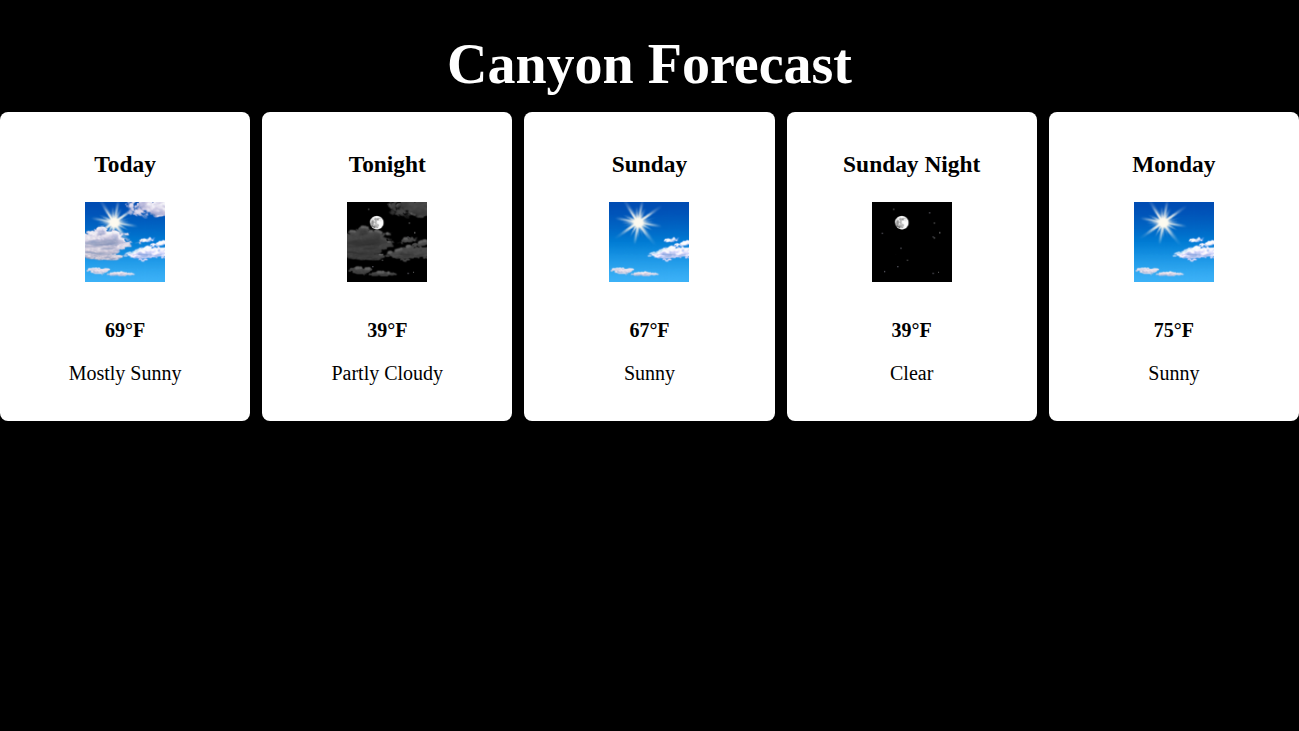 Canyon Forecast
Today
69°F
Mostly Sunny
Tonight
39°F
Partly Cloudy
Sunday
67°F
Sunny
Sunday Night
39°F
Clear
Monday
75°F
Sunny